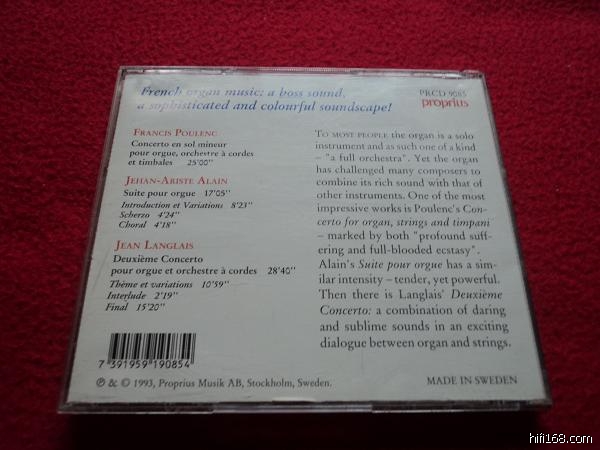 French organ music: a boss sound,
a sophisticated and colourful soundscape!
PRCD 9085
proprius
FRANCIS POULENC
Concerto en sol mineur
pour orgue, orchestre à cordes
et timbales 25'00"
JEHAN-ARISTE ALAIN
Suite pour orgue 17'05"
Introduction et Variations 8'23"
Scherzo 4'24"
Choral 4'18"
JEAN LANGLAIS
Deuxième Concerto
pour orgue et orchestre à cordes 28'40"
Thème et variations 10'59"
Interlude 2'19"
Final 15'20"
TO MOST PEOPLE the organ is a solo
instrument and as such one of a kind
– "a full orchestra". Yet the organ
has challenged many composers to
combine its rich sound with that of
other instruments. One of the most
impressive works is Poulenc's Con-
certo for organ, strings and timpani
– marked by both "profound suff-
ering and full-blooded ecstasy".
Alain's Suite pour orgue has a sim-
ilar intensity – tender, yet powerful.
Then there is Langlais' Deuxième
Concerto: a combination of daring
and sublime sounds in an exciting
dialogue between organ and strings.
7 391959 190854
℗ & © 1993, Proprius Musik AB, Stockholm, Sweden.
MADE IN SWEDEN
hifi168.com